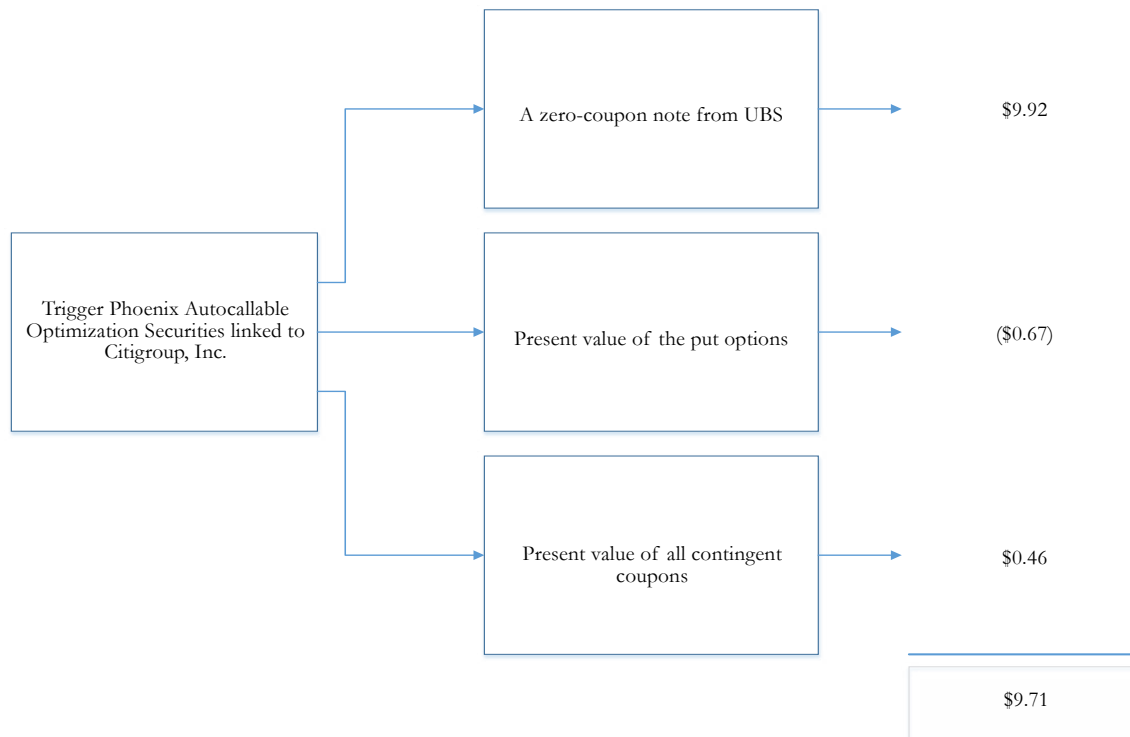 A zero-coupon note from UBS
$9.92
Trigger Phoenix Autocallable
Optimization Securities linked to
Citigroup, Inc.
Present value of the put options
($0.67)
Present value of all contingent
coupons
$0.46
$9.71